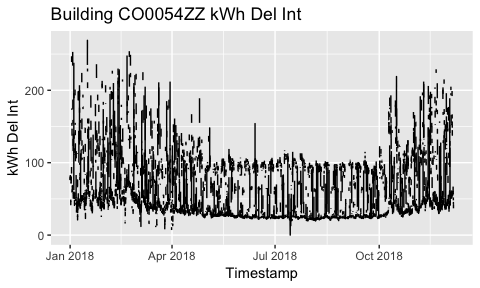 Building CO0054ZZ kWh Del Int
kWh Del Int
200
100
0
Jan 2018
Apr 2018
Jul 2018
Oct 2018
Timestamp